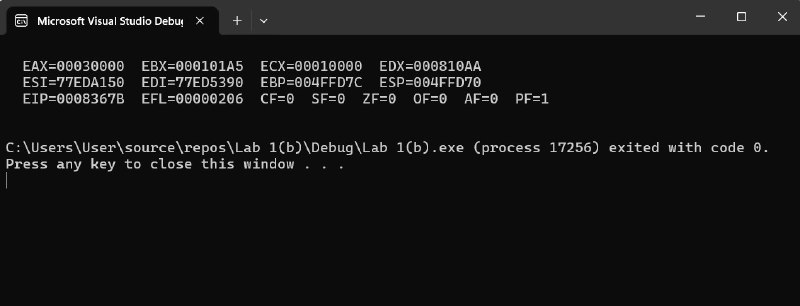 Microsoft Visual Studio Debug
EAX=00030000  EBX=000101A5  ECX=00010000  EDX=000810AA
ESI=77EDA150  EDI=77ED5390  EBP=004FFD7C  ESP=004FFD70
EIP=0008367B  EFL=00000206  CF=0  SF=0  ZF=0  OF=0  AF=0  PF=1
C:\Users\User\source\repos\Lab 1(b)\Debug\Lab 1(b).exe (process 17256) exited with code 0.
Press any key to close this window . . .